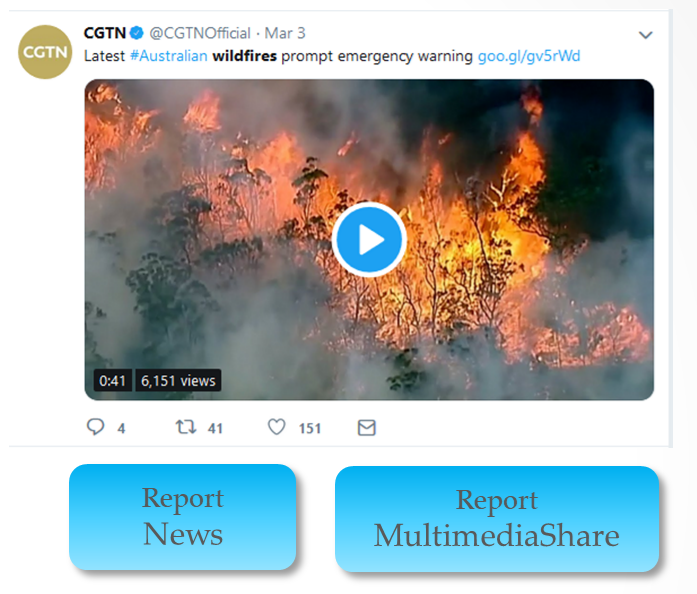 CGTN
CGTN @CGTNOfficial · Mar 3
Latest #Australian wildfires prompt emergency warning goo.gl/gv5rWd
0:41 6,151 views
4 41 151
Report
News
Report
MultimediaShare